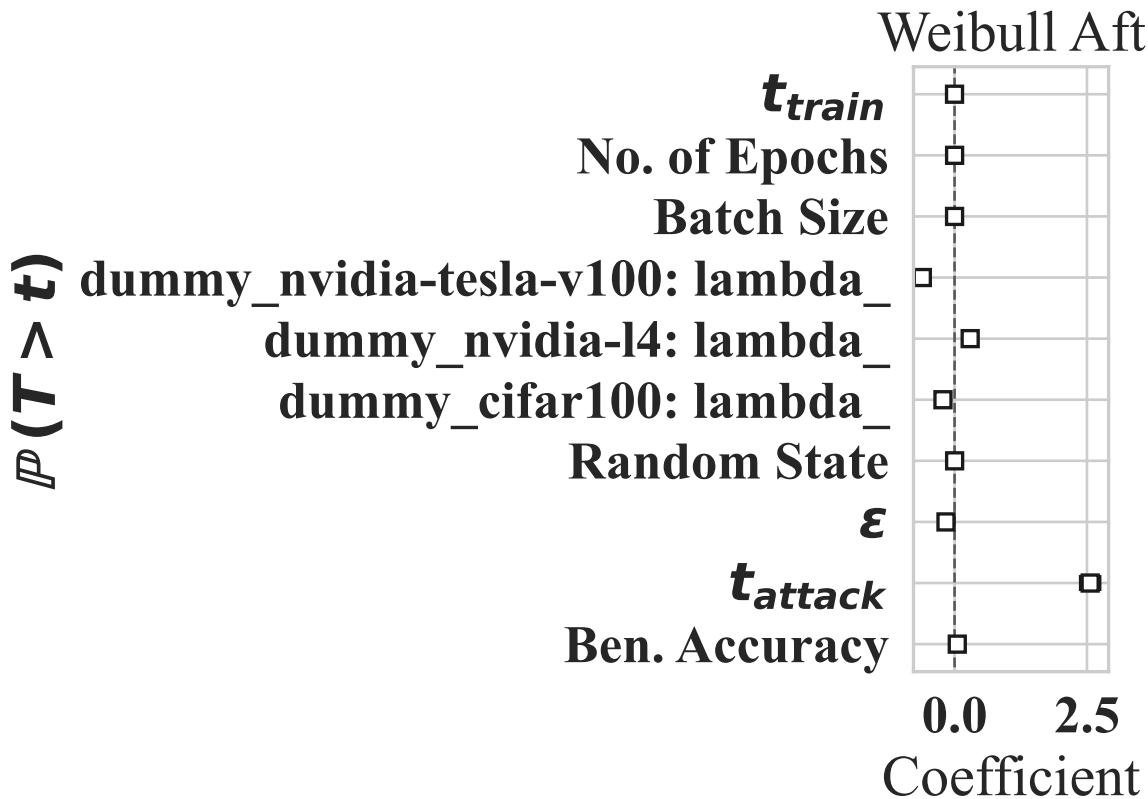 Weibull Aft
t_train
No. of Epochs
Batch Size
dummy_nvidia-tesla-v100: lambda_
dummy_nvidia-l4: lambda_
dummy_cifar100: lambda_
Random State
ε
t_attack
Ben. Accuracy
ℙ(T > t)
0.0 2.5
Coefficient